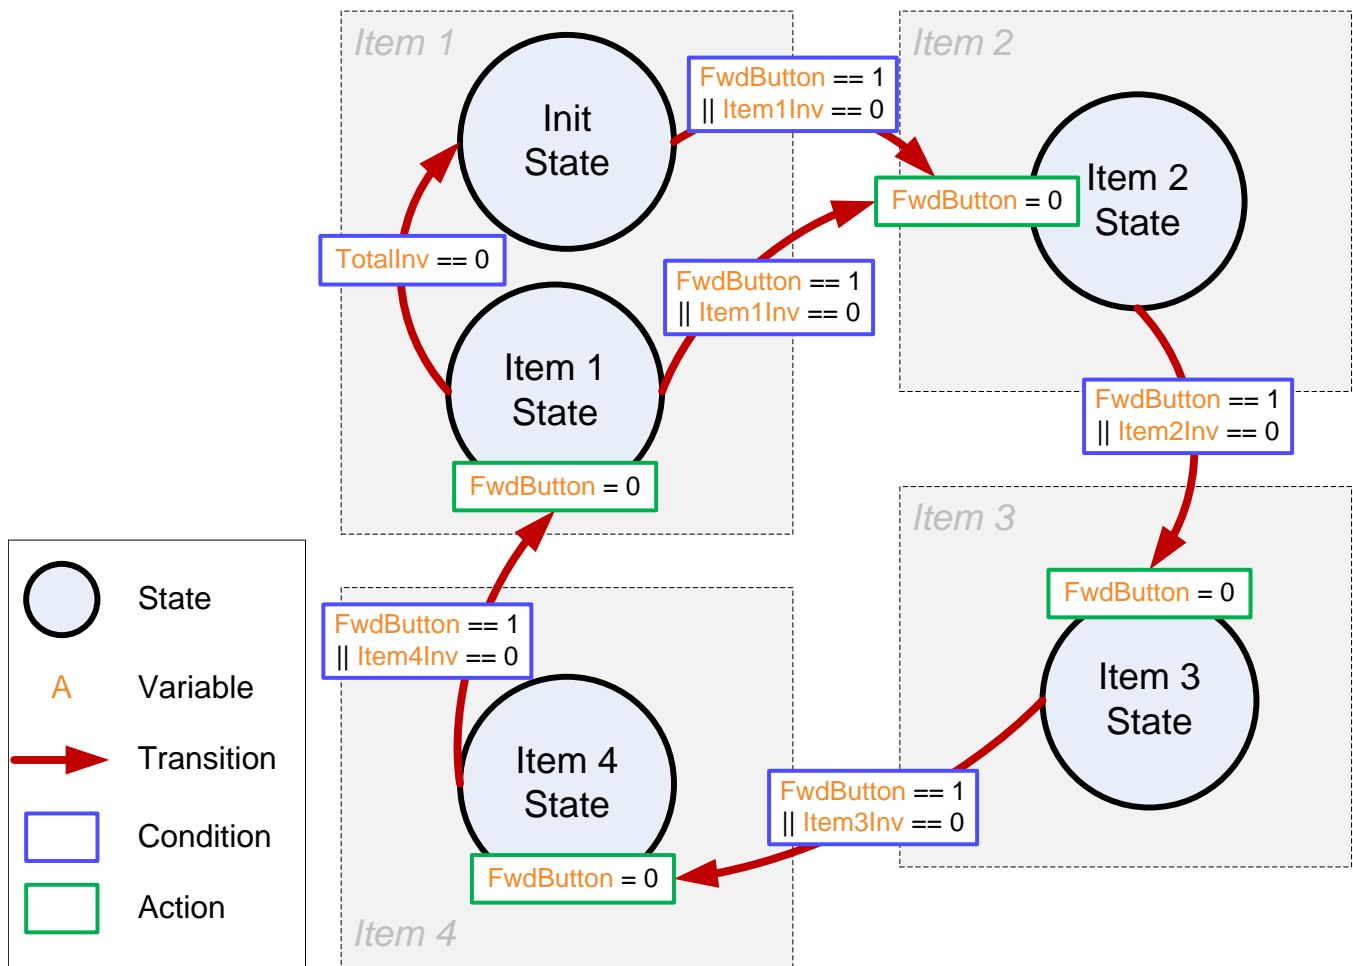 Item 1
Init
State
FwdButton == 1
|| Item1Inv == 0
Item 2
Item 2
State
FwdButton = 0
TotalInv == 0
FwdButton == 1
|| Item1Inv == 0
Item 1
State
FwdButton = 0
FwdButton == 1
|| Item2Inv == 0
Item 3
FwdButton = 0
Item 3
State
FwdButton == 1
|| Item4Inv == 0
Item 4
State
FwdButton == 1
|| Item3Inv == 0
FwdButton = 0
Item 4
State
A
Variable
Transition
Condition
Action